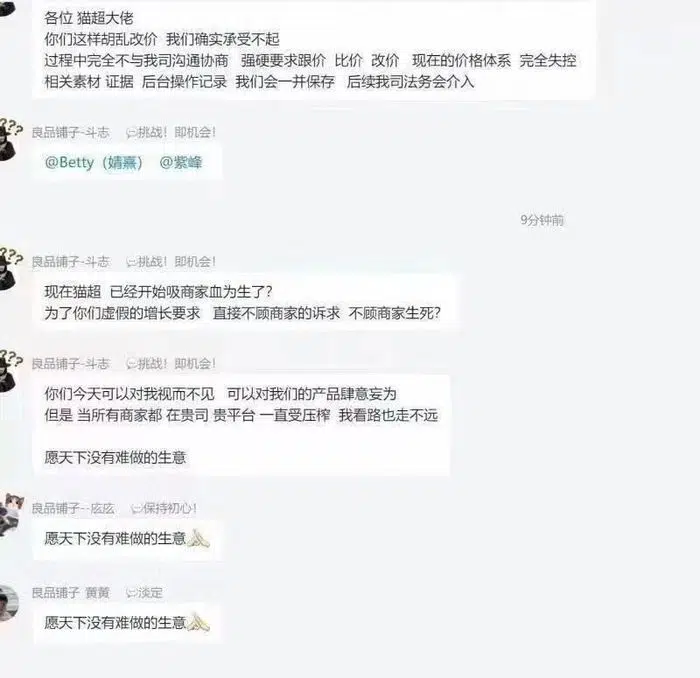 各位 猫超大佬
你们这样胡乱改价 我们确实承受不起
过程中完全不与我司沟通协商 强硬要求跟价 比价 改价 现在的价格体系 完全失控
相关素材 证据 后台操作记录 我们会一并保存 后续我司法务会介入
???
良品铺子-斗志 挑战！即机会！
@Betty（婧熹） @紫峰
9分钟前
???
良品铺子-斗志 挑战！即机会！
现在猫超 已经开始吸商家血为生了?
为了你们虚假的增长要求 直接不顾商家的诉求 不顾商家生死?
???
良品铺子-斗志 挑战！即机会！
你们今天可以对我视而不见 可以对我们的产品肆意妄为
但是 当所有商家都 在贵司 贵平台 一直受压榨 我看路也走不远
愿天下没有难做的生意
良品铺子--庅庅 保持初心！
愿天下没有难做的生意
良品铺子 黄黄 淡定
愿天下没有难做的生意